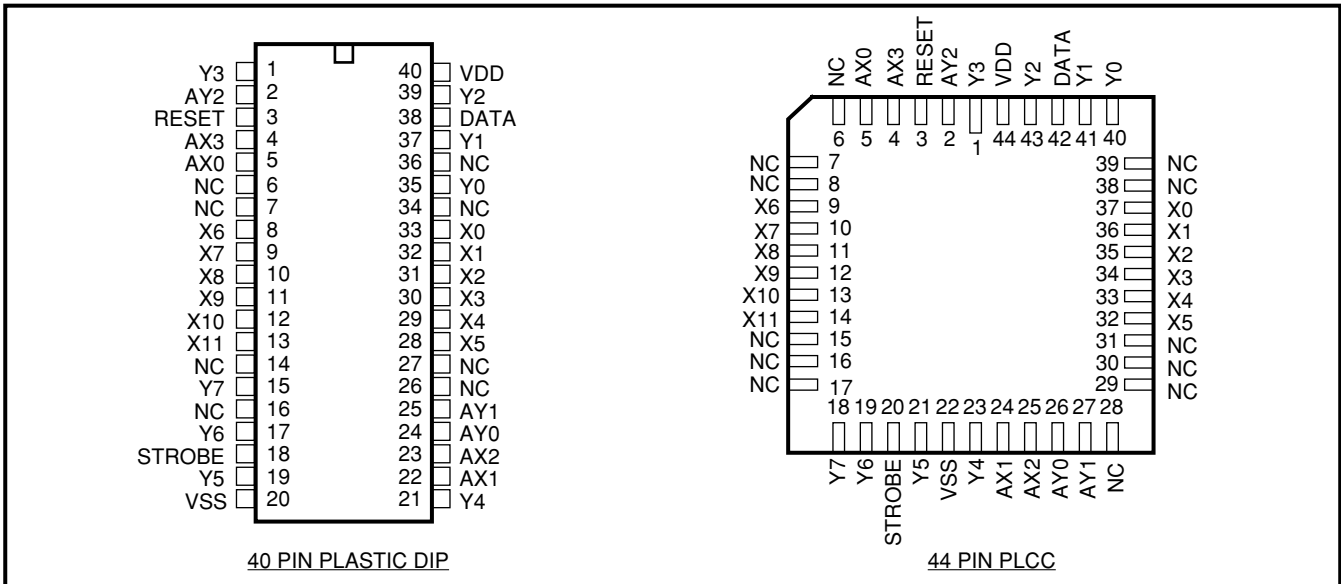 Y3 1 40 VDD
AY2 2 39 Y2
RESET 3 38 DATA
AX3 4 37 Y1
AX0 5 36 NC
NC 6 35 Y0
NC 7 34 NC
X6 8 33 X0
X7 9 32 X1
X8 10 31 X2
X9 11 30 X3
X10 12 29 X4
X11 13 28 X5
NC 14 27 NC
Y7 15 26 NC
NC 16 25 AY1
Y6 17 24 AY0
STROBE 18 23 AX2
Y5 19 22 AX1
VSS 20 21 Y4
40 PIN PLASTIC DIP
NC AX0 AX3 RESET AY2 Y3 VDD Y2 DATA Y1 Y0
6 5 4 3 2 1 44 43 42 41 40
NC 7 39 NC
NC 8 38 NC
X6 9 37 X0
X7 10 36 X1
X8 11 35 X2
X9 12 34 X3
X10 13 33 X4
X11 14 32 X5
NC 15 31 NC
NC 16 30 NC
NC 17 29 NC
18 19 20 21 22 23 24 25 26 27 28
Y7 Y6 STROBE Y5 VSS Y4 AX1 AX2 AY0 AY1 NC
44 PIN PLCC